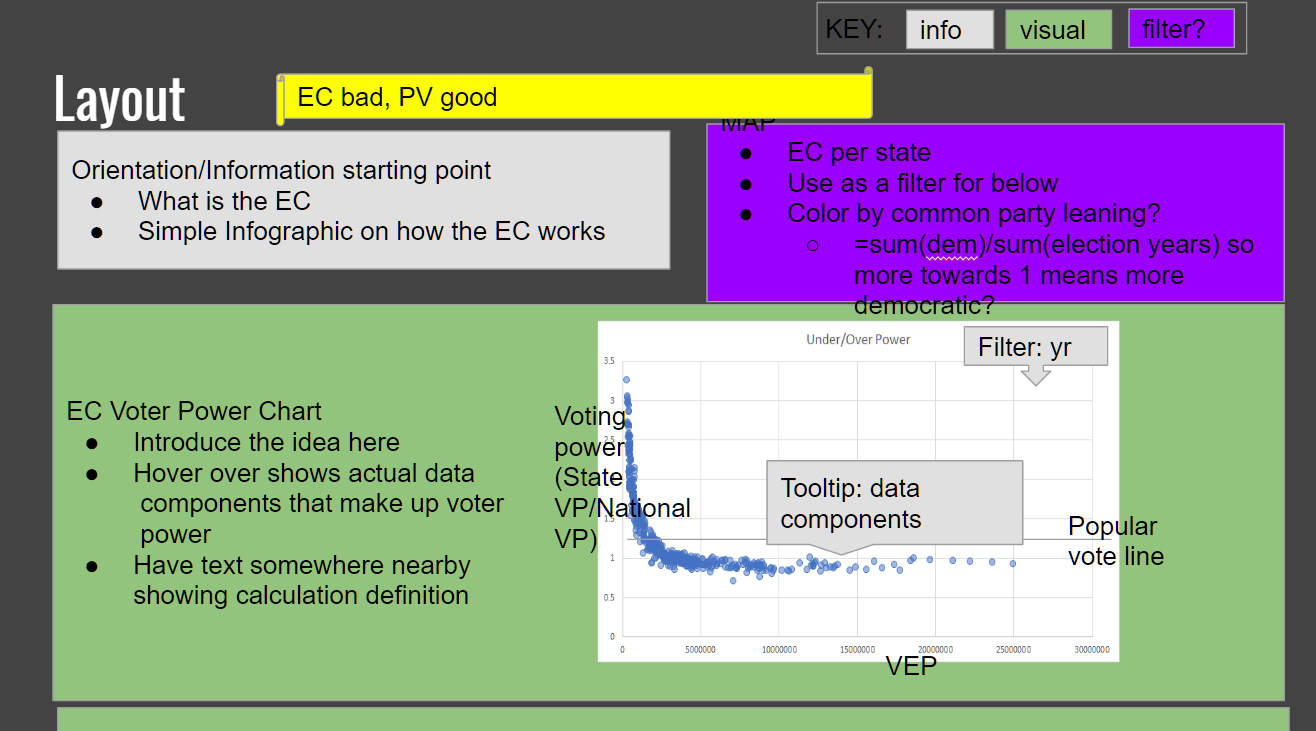 KEY: info visual filter?
Layout
EC bad, PV good
Orientation/Information starting point
● What is the EC
● Simple Infographic on how the EC works
MAP
● EC per state
● Use as a filter for below
● Color by common party leaning?
○ =sum(dem)/sum(election years) so
more towards 1 means more
democratic?
EC Voter Power Chart
● Introduce the idea here
● Hover over shows actual data
components that make up voter
power
● Have text somewhere nearby
showing calculation definition
Under/Over Power
Filter: yr
Voting
power
(State
VP/National
VP)
3.5
3
2.5
1.5
1
0.5
0
Tooltip: data
components
Popular
vote line
0 5000000 10000000 15000000 20000000 25000000 30000000
VEP